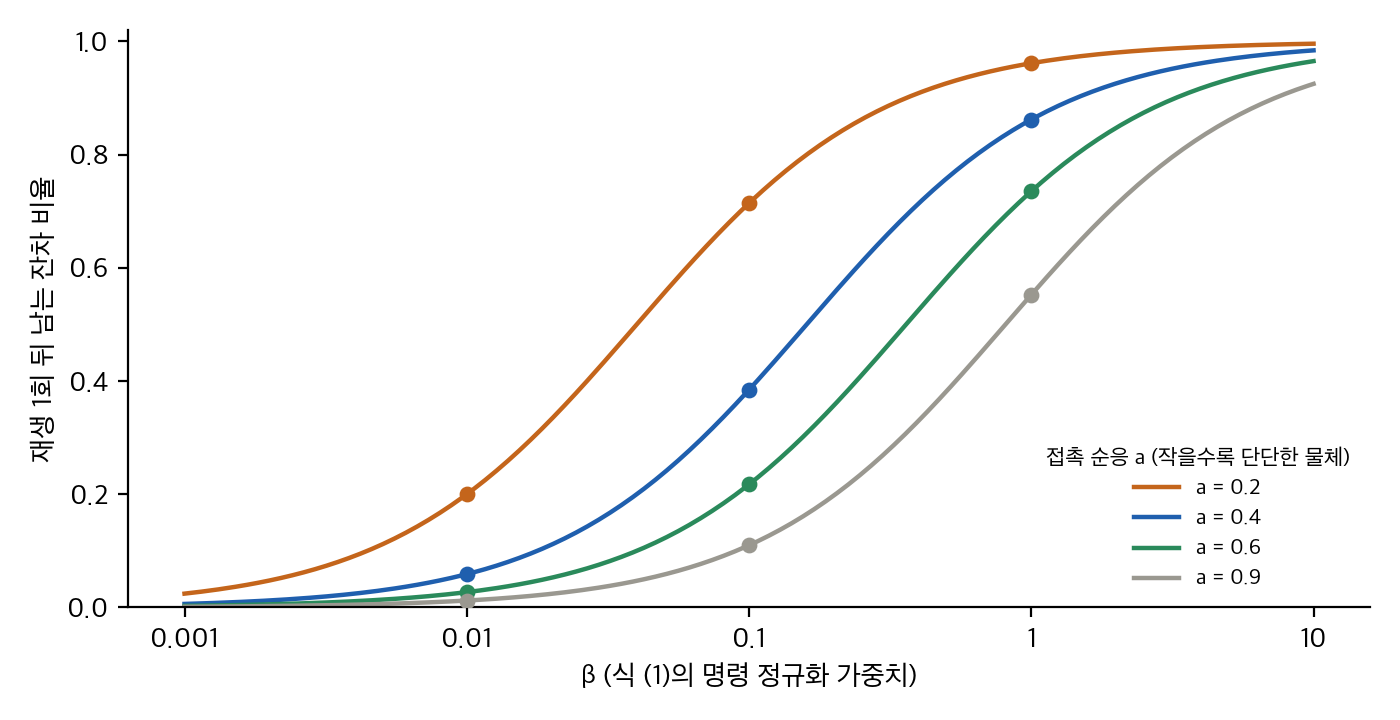 재생 1회 뒤 남는 잔차 비율
1.0
0.8
0.6
0.4
0.2
0.0
접촉 순응 a (작을수록 단단한 물체)
a = 0.2
a = 0.4
a = 0.6
a = 0.9
0.001 0.01 0.1 1 10
β (식 (1)의 명령 정규화 가중치)